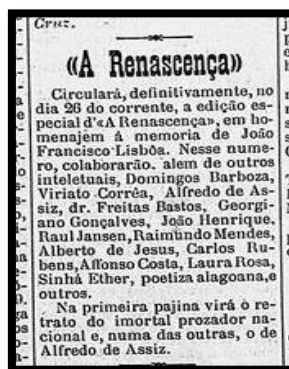 Cruz.
«A Renascença»
Circulará, definitivamente, no
dia 26 do corrente, a edição es-
pecial d'«A Renascença», em ho-
menajem á memoria de João
Francisco Lisbôa. Nesse nume-
ro, colaborarão. alem de outros
inteletuais, Domingos Barboza,
Viriato Corrêa, Alfredo de As-
siz, dr. Freitas Bastos, Georgi-
ano Gonçalves, João Henrique,
Raul Jansen, Raimundo Mendes,
Alberto de Jesus, Carlos Ru-
bens, Affonso Costa, Laura Rosa,
Sinhá Ether, poetiza alagoana, e
outros.
Na primeira pajina virá o re-
trato do imortal prozador na-
cional e, numa das outras, o de
Alfredo de Assiz.